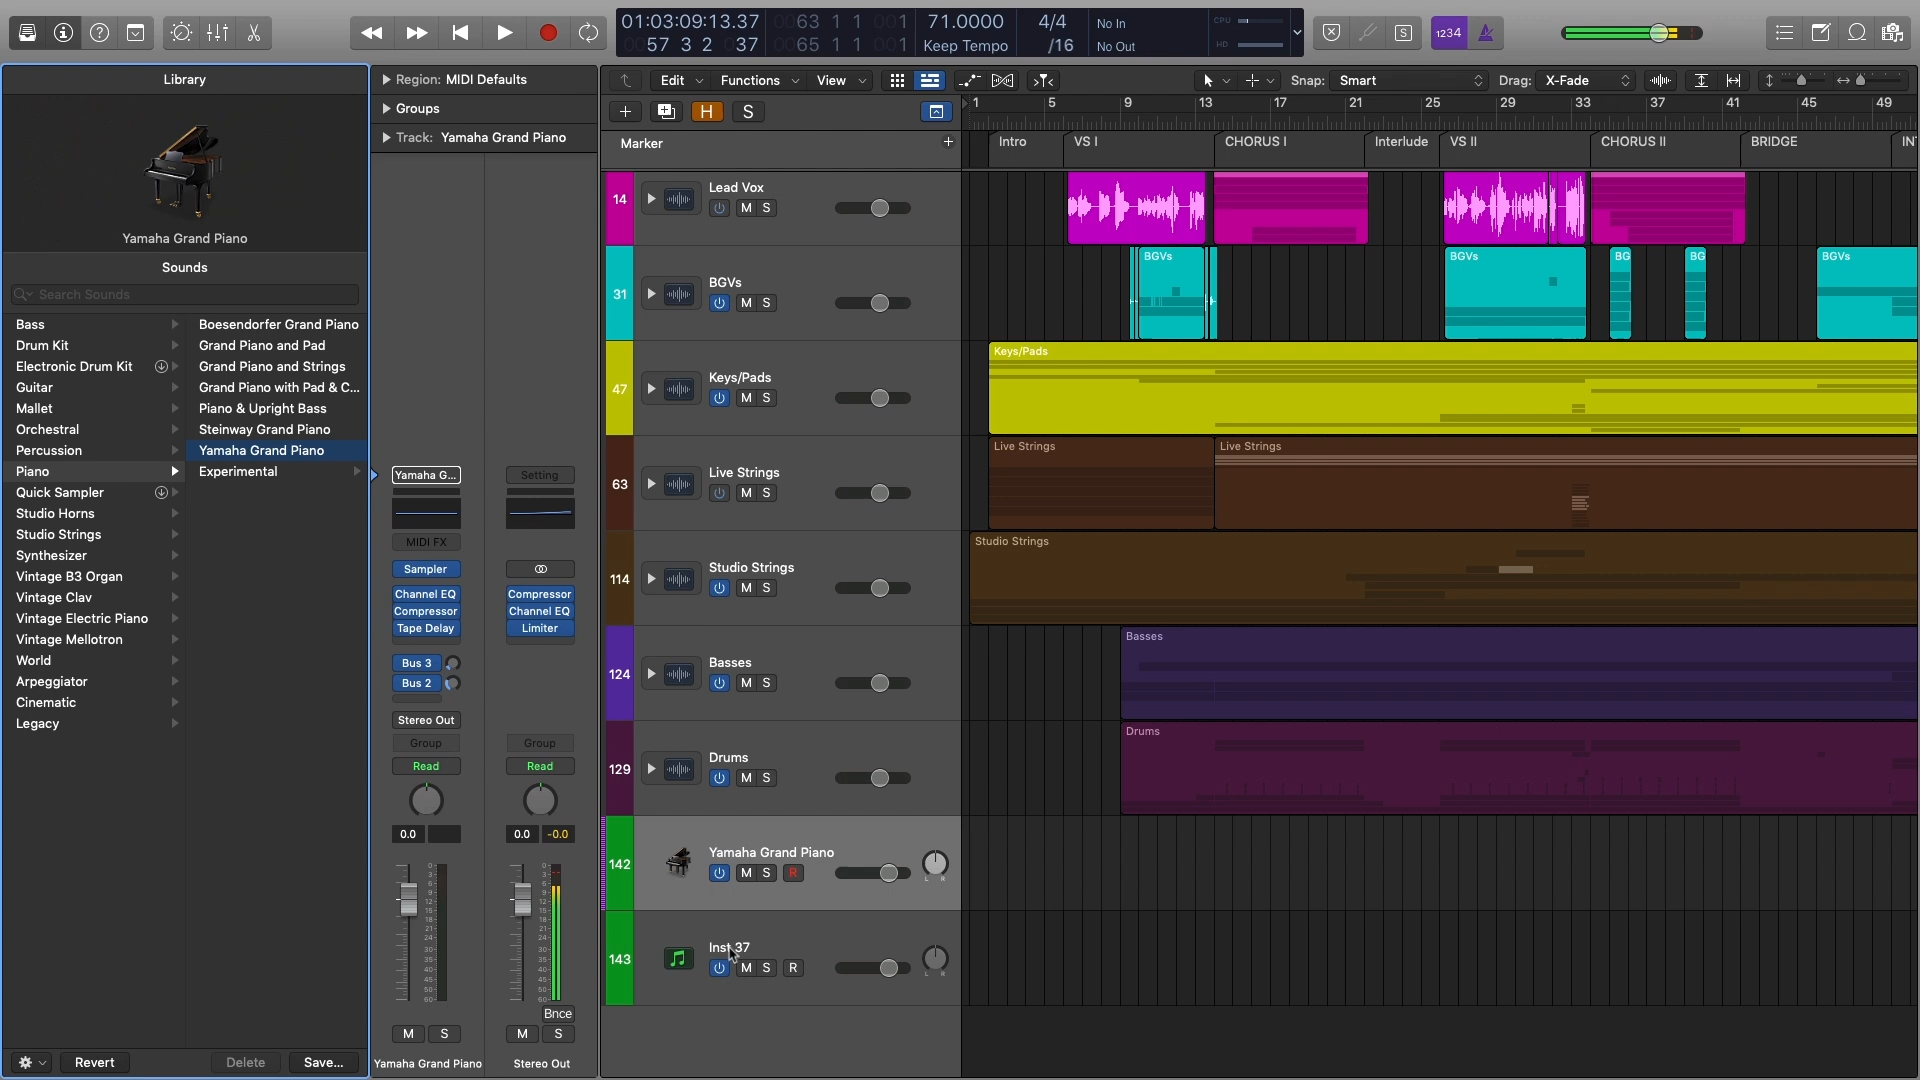 01:03:09:13.37
0063 1 1 001
71.0000
4/4
No In
CPU
0057 3 2 037
0065 1 1 001
Keep Tempo
/16
No Out
HD
S
1234
Library
Yamaha Grand Piano
Sounds
Search Sounds
Bass
Drum Kit
Electronic Drum Kit
Guitar
Mallet
Orchestral
Percussion
Piano
Quick Sampler
Studio Horns
Studio Strings
Synthesizer
Vintage B3 Organ
Vintage Clav
Vintage Electric Piano
Vintage Mellotron
World
Arpeggiator
Cinematic
Legacy
Boesendorfer Grand Piano
Grand Piano and Pad
Grand Piano and Strings
Grand Piano with Pad & C...
Piano & Upright Bass
Steinway Grand Piano
Yamaha Grand Piano
Experimental
Revert
Delete
Save...
Region: MIDI Defaults
Groups
Track: Yamaha Grand Piano
Yamaha G...
MIDI FX
Sampler
Channel EQ
Compressor
Tape Delay
Bus 3
Bus 2
Stereo Out
Group
Read
0.0
M S
Yamaha Grand Piano
Setting
Compressor
Channel EQ
Limiter
Group
Read
0.0 -0.0
Bnce
M S
Stereo Out
Edit
Functions
View
Snap: Smart
Drag: X-Fade
H
S
1 5 9 13 17 21 25 29 33 37 41 45 49
Marker
Intro
VS I
CHORUS I
Interlude
VS II
CHORUS II
BRIDGE
IN
14
Lead Vox
M S
31
BGVs
M S
BGVs
BGVs
BG
BG
BGVs
47
Keys/Pads
M S
Keys/Pads
63
Live Strings
M S
Live Strings
Live Strings
114
Studio Strings
M S
Studio Strings
124
Basses
M S
Basses
129
Drums
M S
Drums
142
Yamaha Grand Piano
M S R
L R
143
Inst 37
M S R
L R